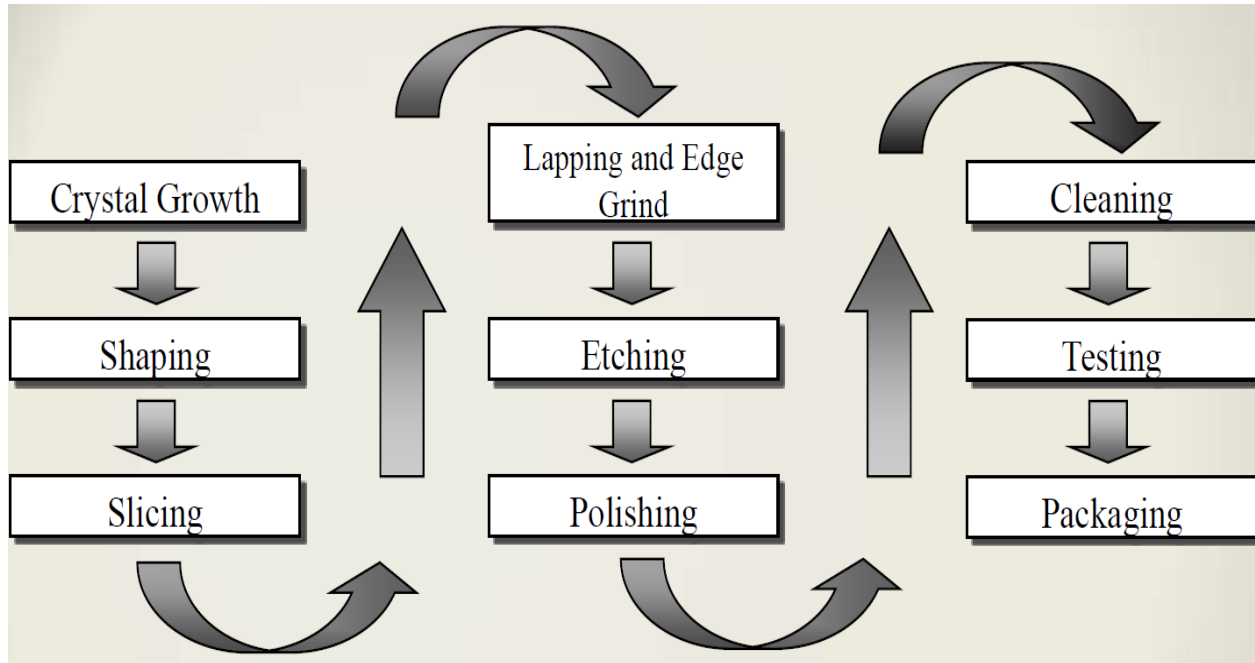 Crystal Growth
Shaping
Slicing
Lapping and Edge
Grind
Etching
Polishing
Cleaning
Testing
Packaging